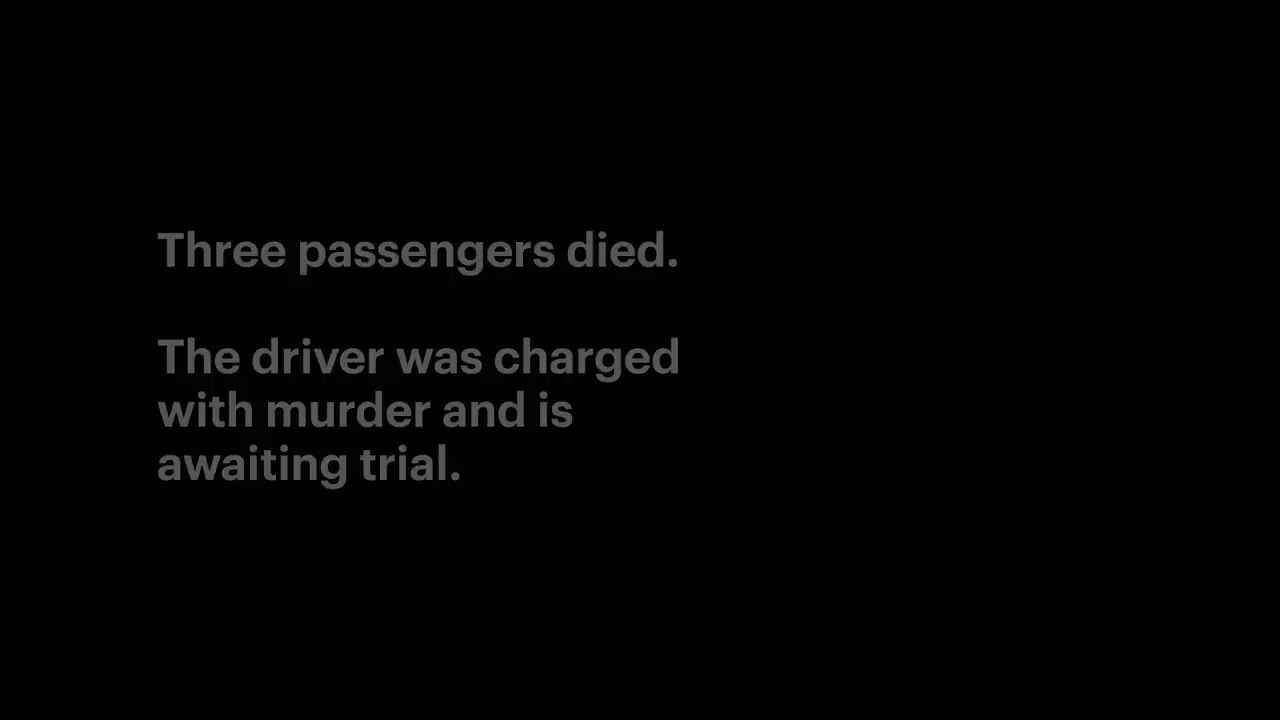 Three passengers died.
The driver was charged
with murder and is
awaiting trial.